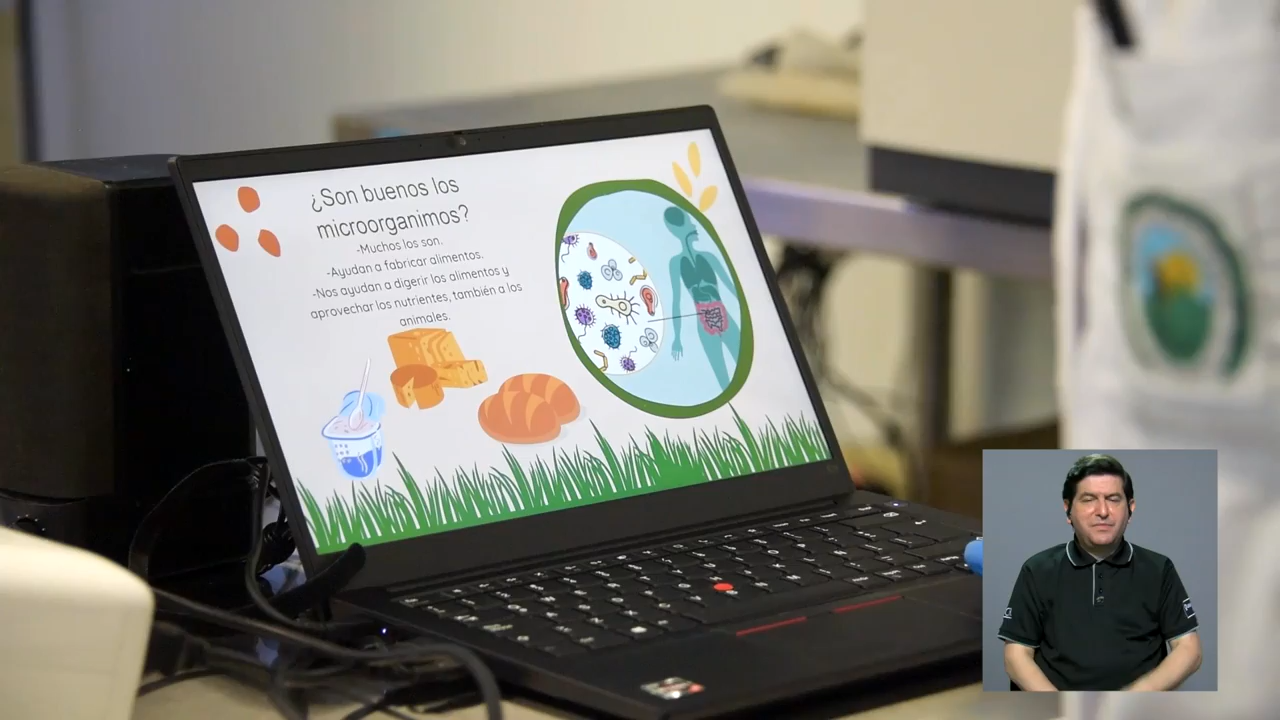 ¿Son buenos los
microorganimos?
-Muchos los son.
-Ayudan a fabricar alimentos.
-Nos ayudan a digerir los alimentos y
aprovechar los nutrientes, también a los
animales.